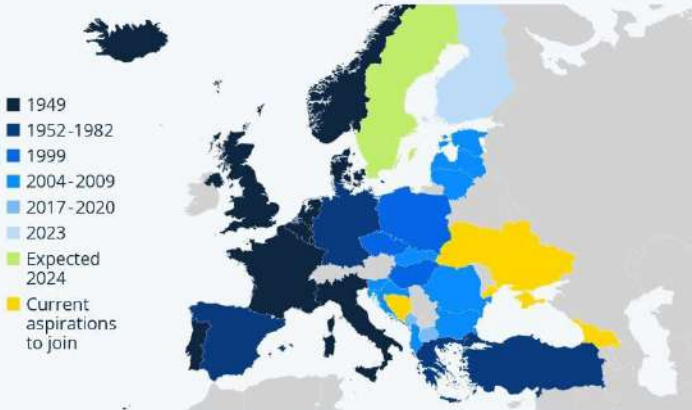 1949
1952-1982
1999
2004-2009
2017-2020
2023
Expected
2024
Current
aspirations
to join